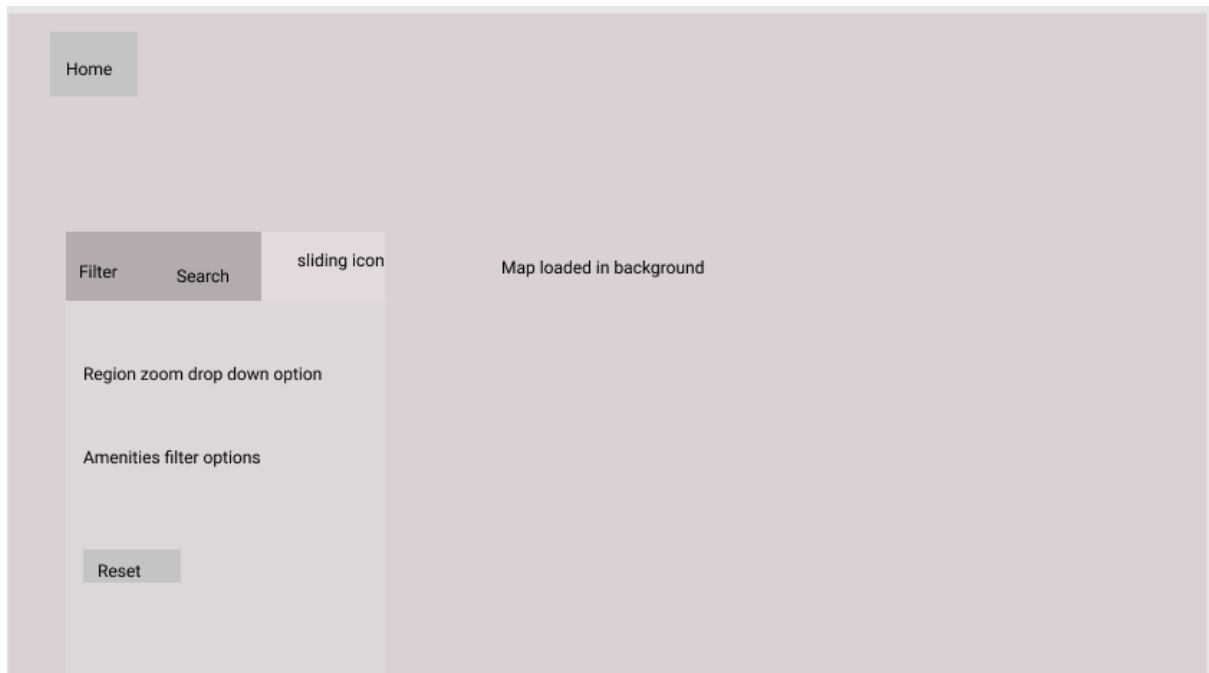 Home
Filter
Search
sliding icon
Map loaded in background
Region zoom drop down option
Amenities filter options
Reset